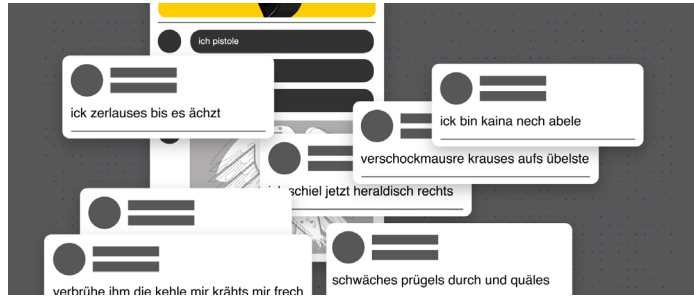 ich pistole
ick zerlauses bis es ächzt
ick bin kaina nech abele
verschockmausre krauses aufs übelste
schiel jetzt heraldisch rechts
schwäches prügels durch und quäles
verbrühe ihm die kehle mir krähts mir frech